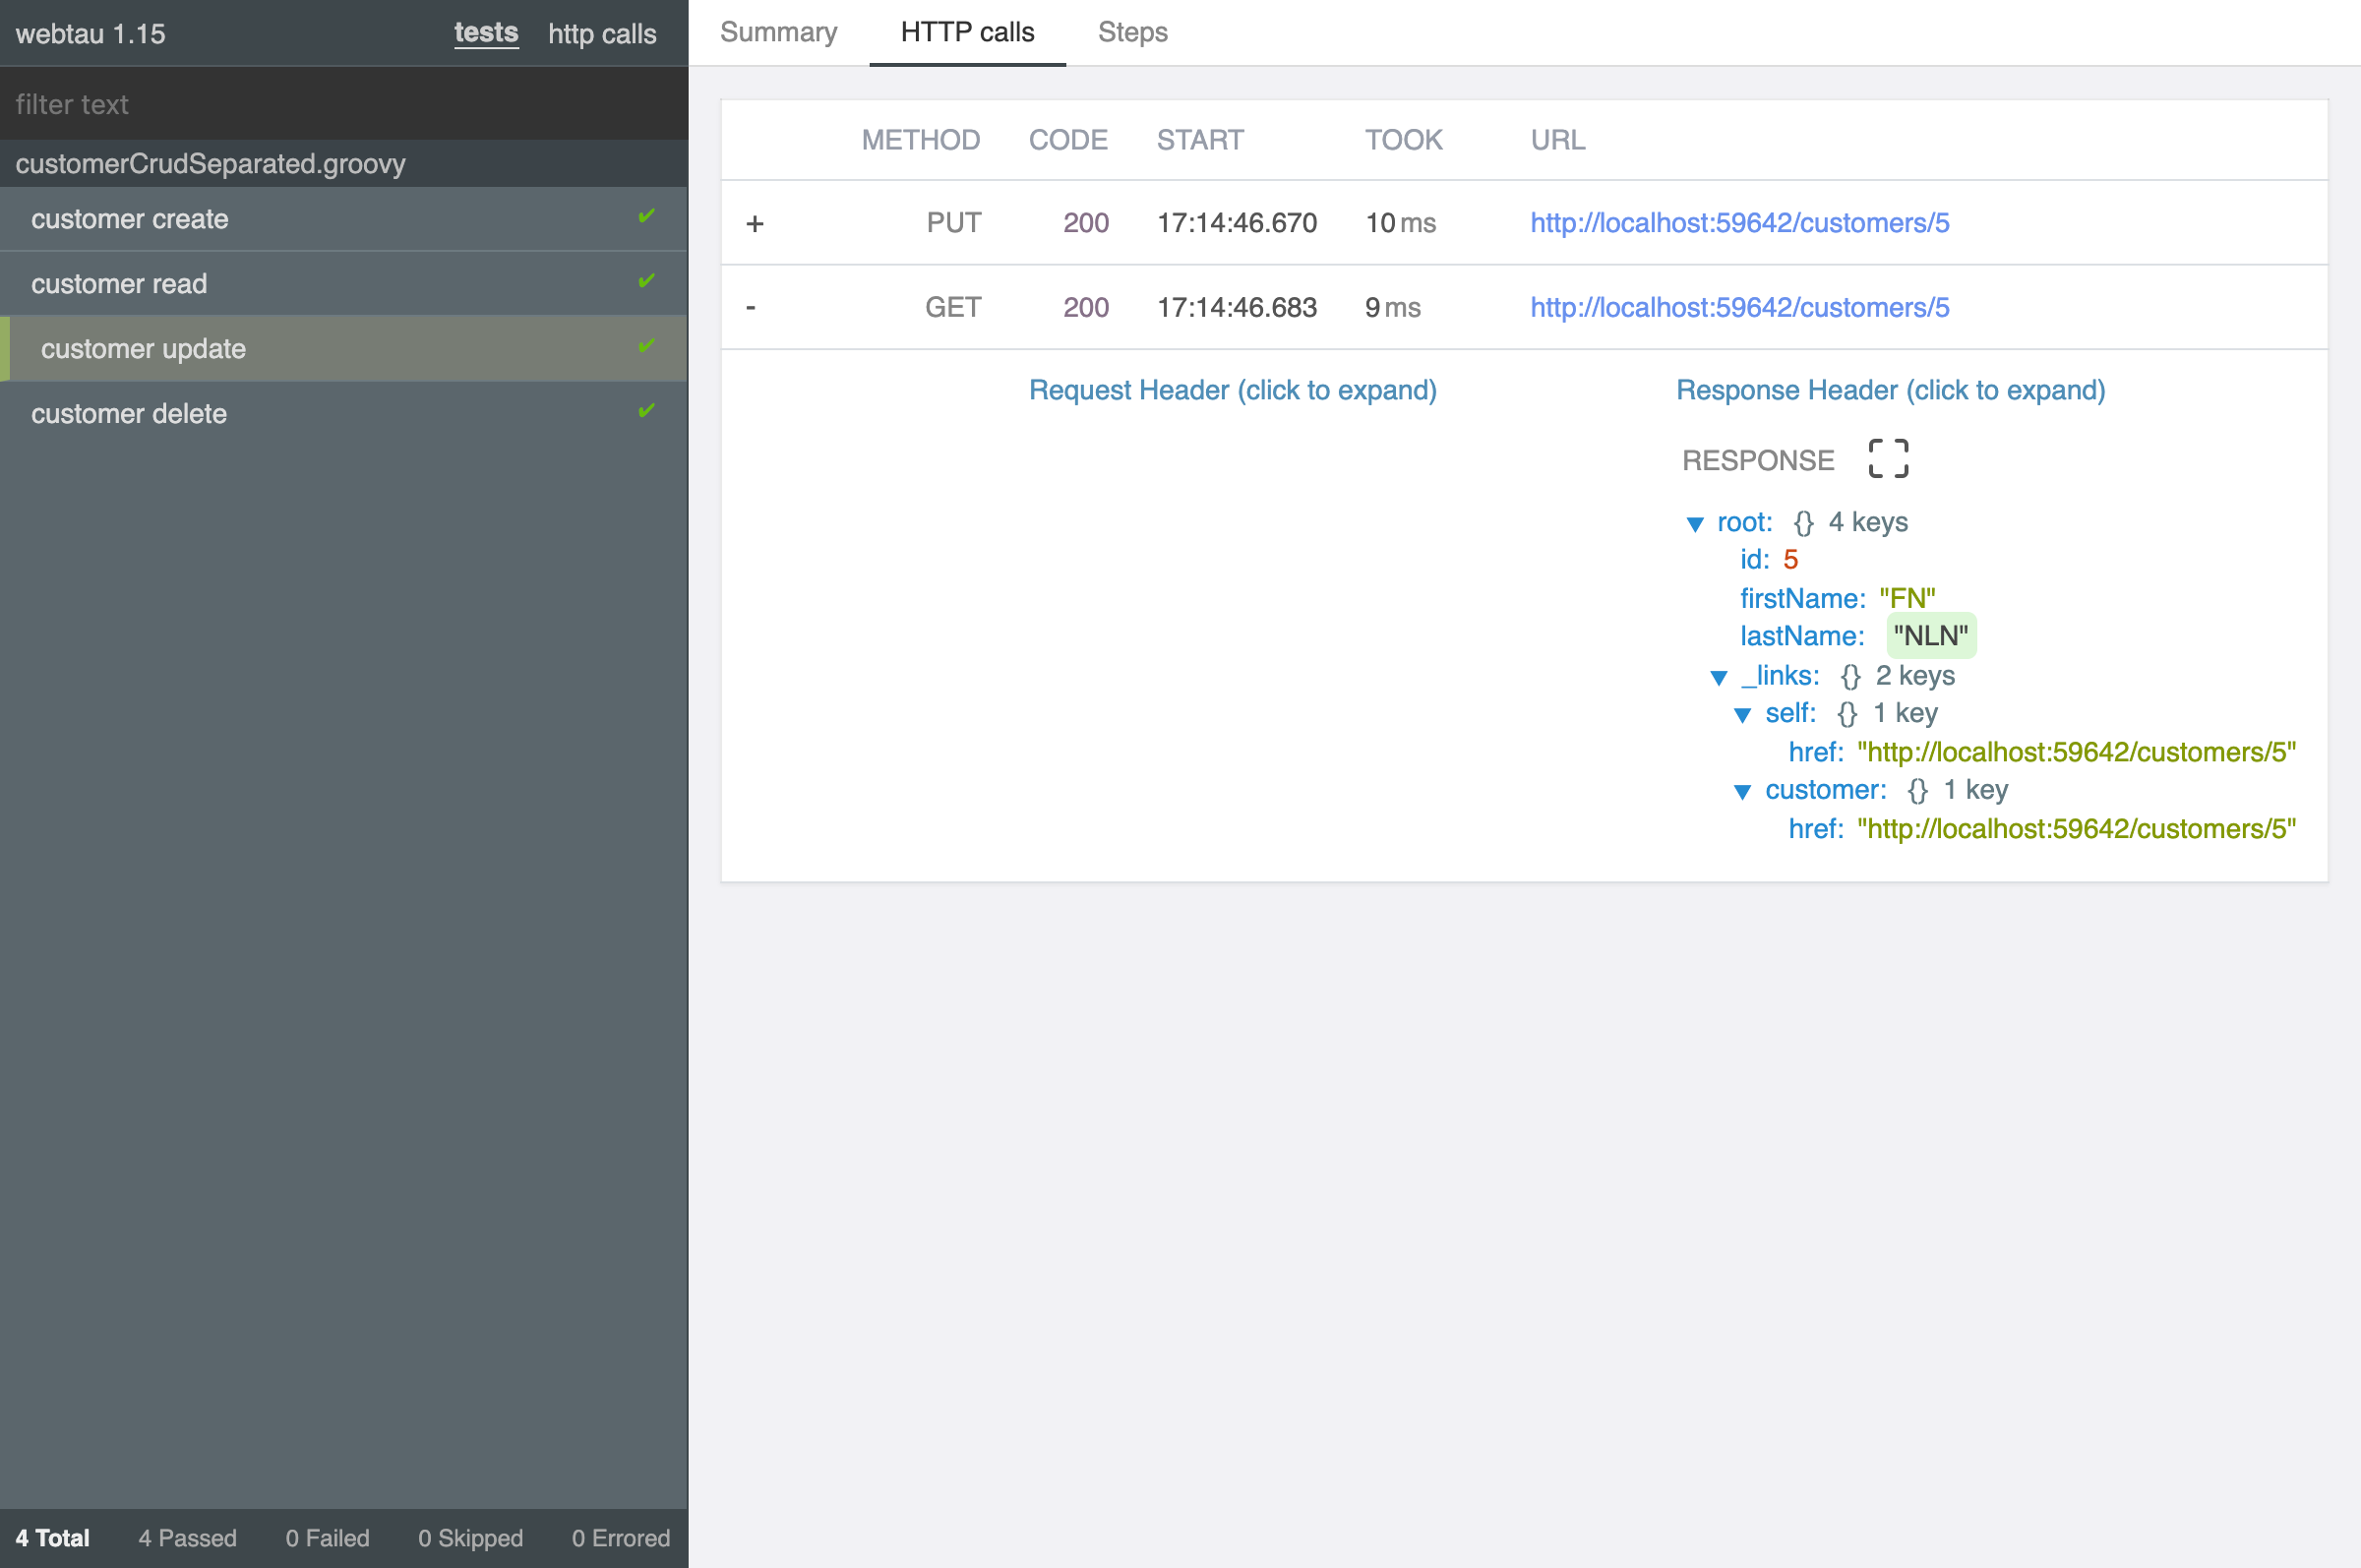 webtau 1.15 tests http calls
filter text
customerCrudSeparated.groovy
customer create
customer read
customer update
customer delete
4 Total 4 Passed 0 Failed 0 Skipped 0 Errored
Summary HTTP calls Steps
METHOD CODE START TOOK URL
+ PUT 200 17:14:46.670 10 ms http://localhost:59642/customers/5
- GET 200 17:14:46.683 9 ms http://localhost:59642/customers/5
Request Header (click to expand) Response Header (click to expand)
RESPONSE
root: {} 4 keys
id: 5
firstName: "FN"
lastName: "NLN"
_links: {} 2 keys
self: {} 1 key
href: "http://localhost:59642/customers/5"
customer: {} 1 key
href: "http://localhost:59642/customers/5"